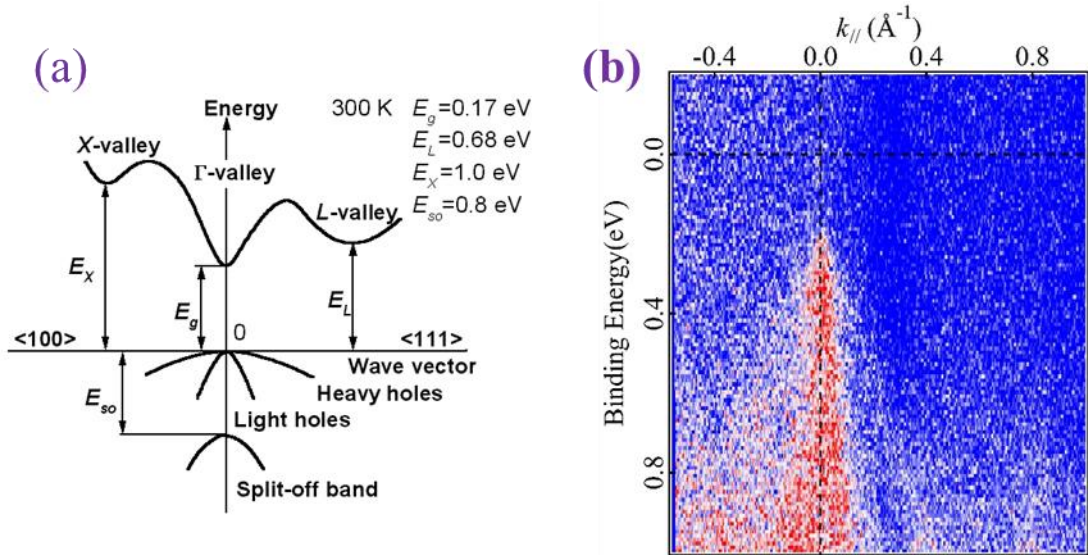 (a)
Energy
300 K
E_g=0.17 eV
E_L=0.68 eV
E_X=1.0 eV
E_so=0.8 eV
X-valley
Γ-valley
L-valley
E_X
E_g
E_L
0
<100>
<111>
Wave vector
Heavy holes
E_so
Light holes
Split-off band
(b)
k// (Å⁻¹)
-0.4 0.0 0.4 0.8
Binding Energy(eV)
0.0
0.4
0.8